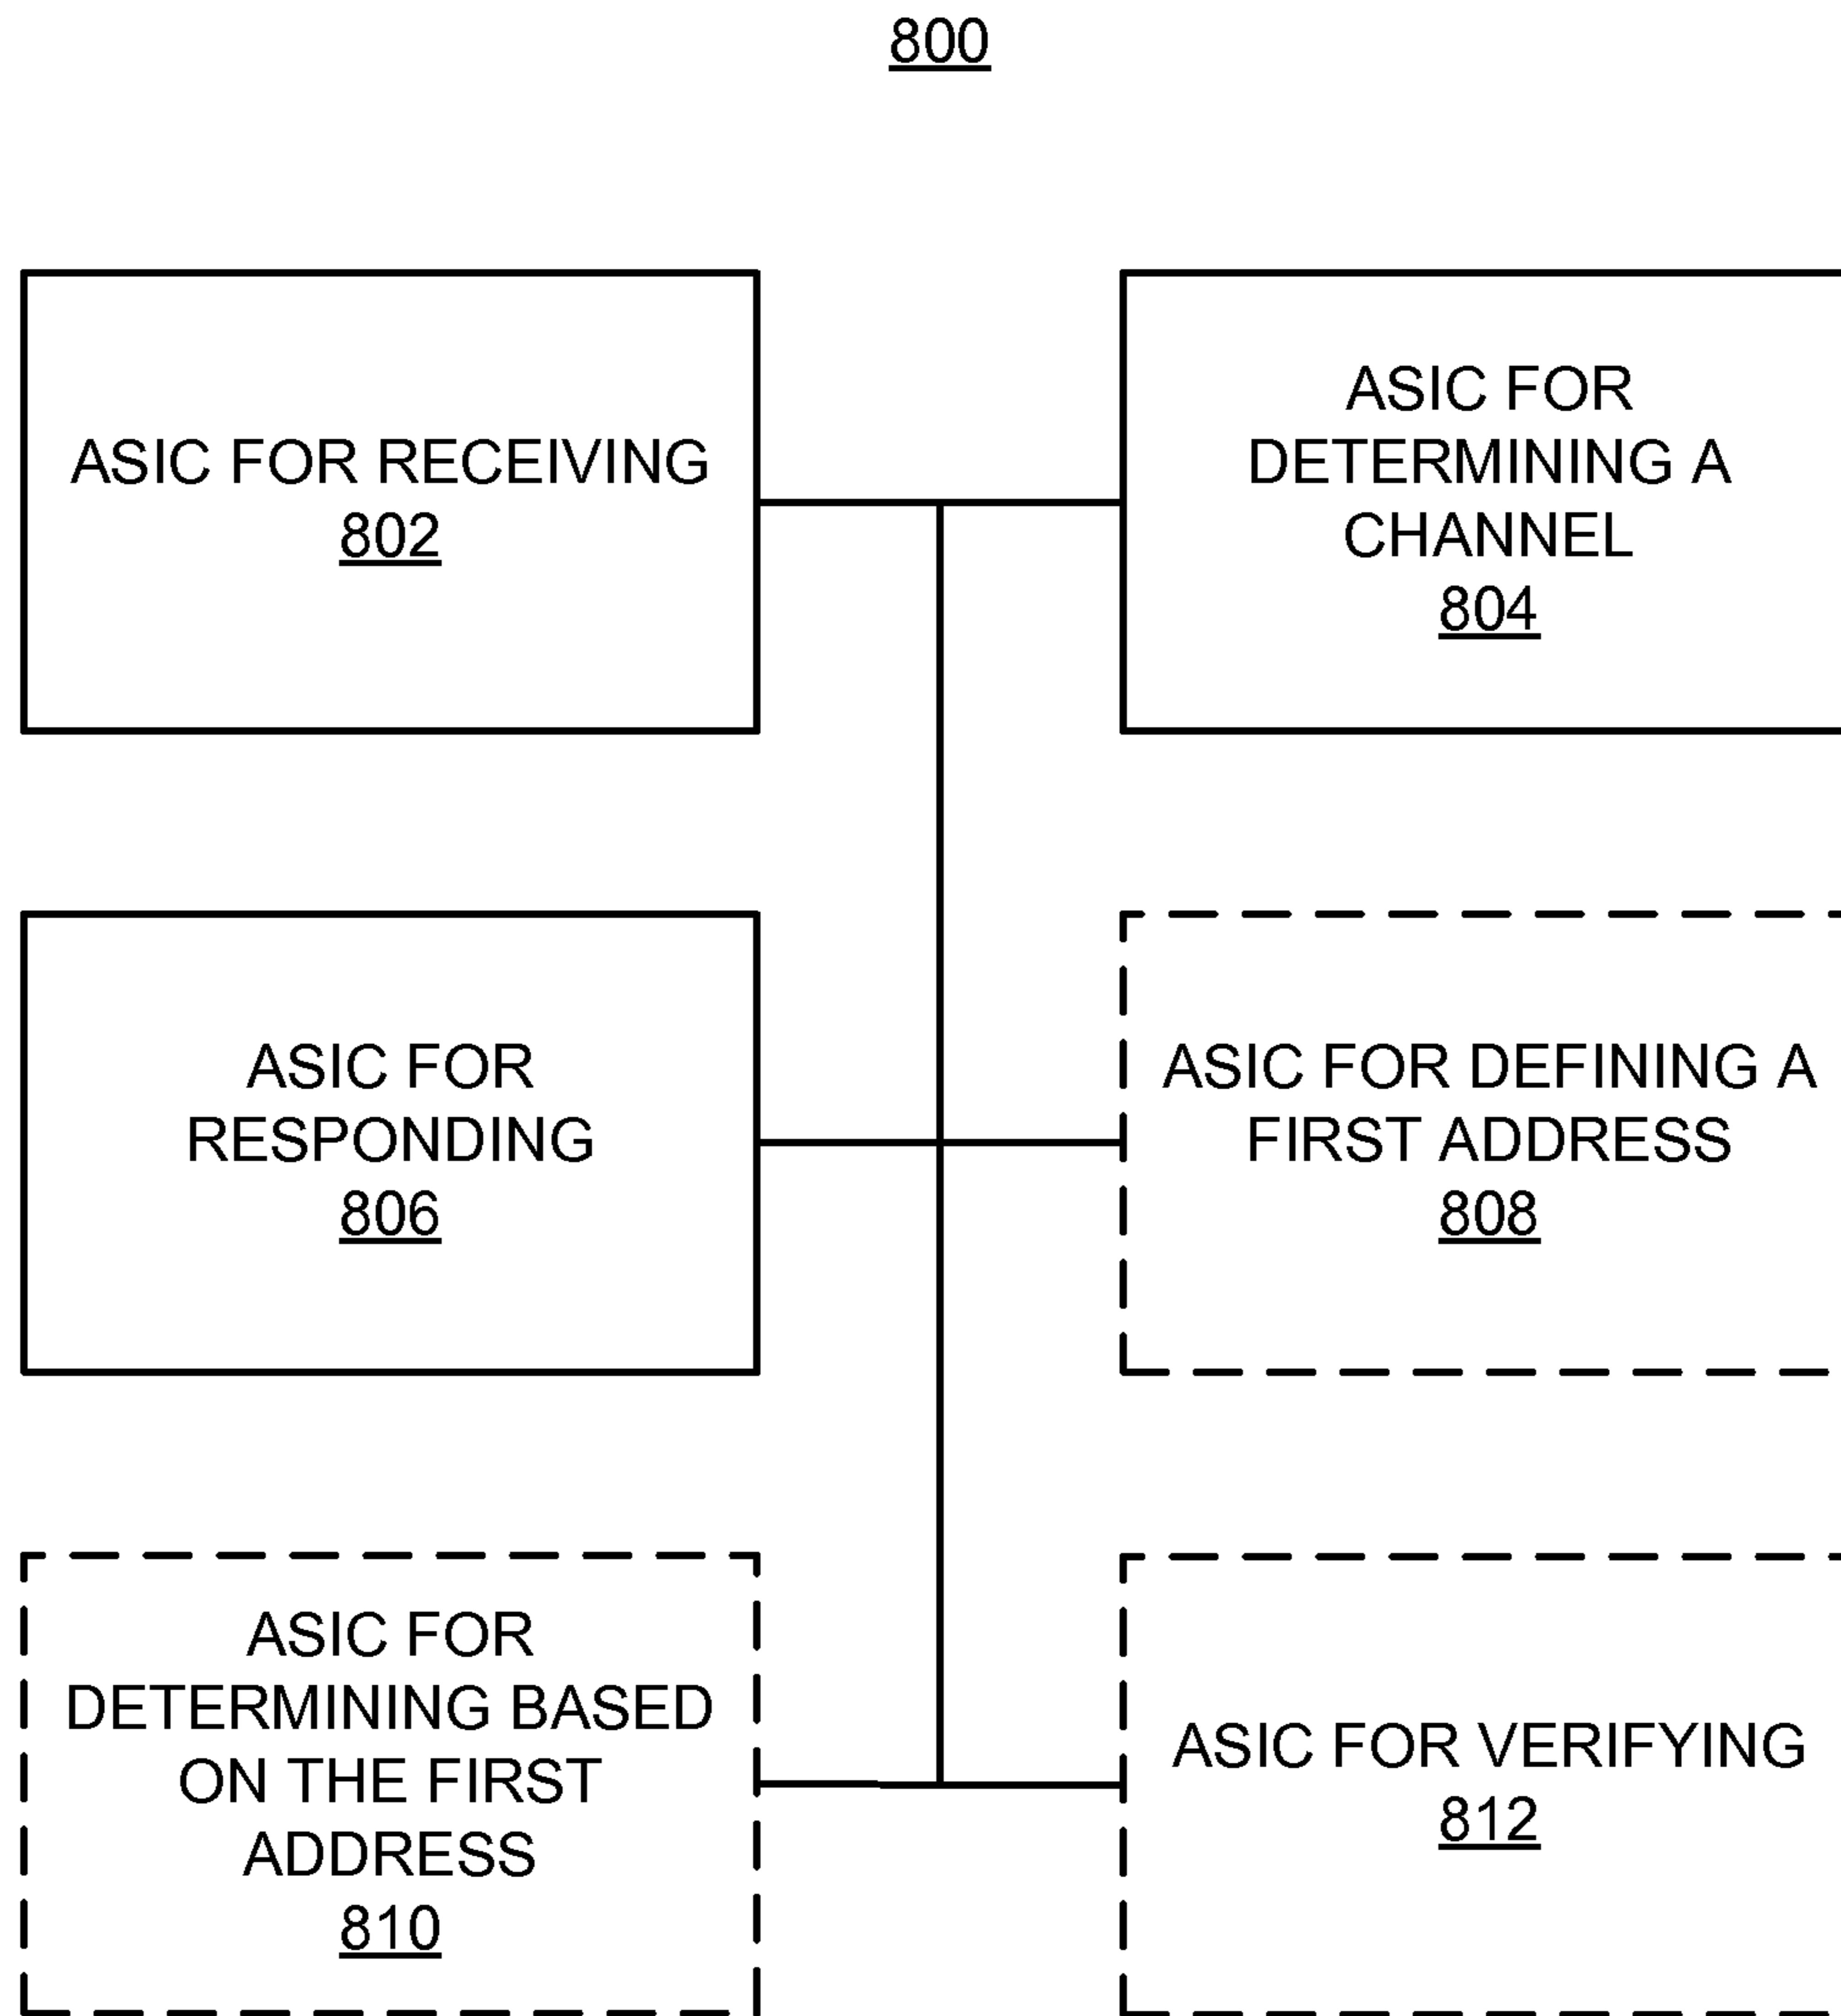 800
ASIC FOR RECEIVING
802
ASIC FOR
DETERMINING A
CHANNEL
804
ASIC FOR
RESPONDING
806
ASIC FOR DEFINING A
FIRST ADDRESS
808
ASIC FOR
DETERMINING BASED
ON THE FIRST
ADDRESS
810
ASIC FOR VERIFYING
812